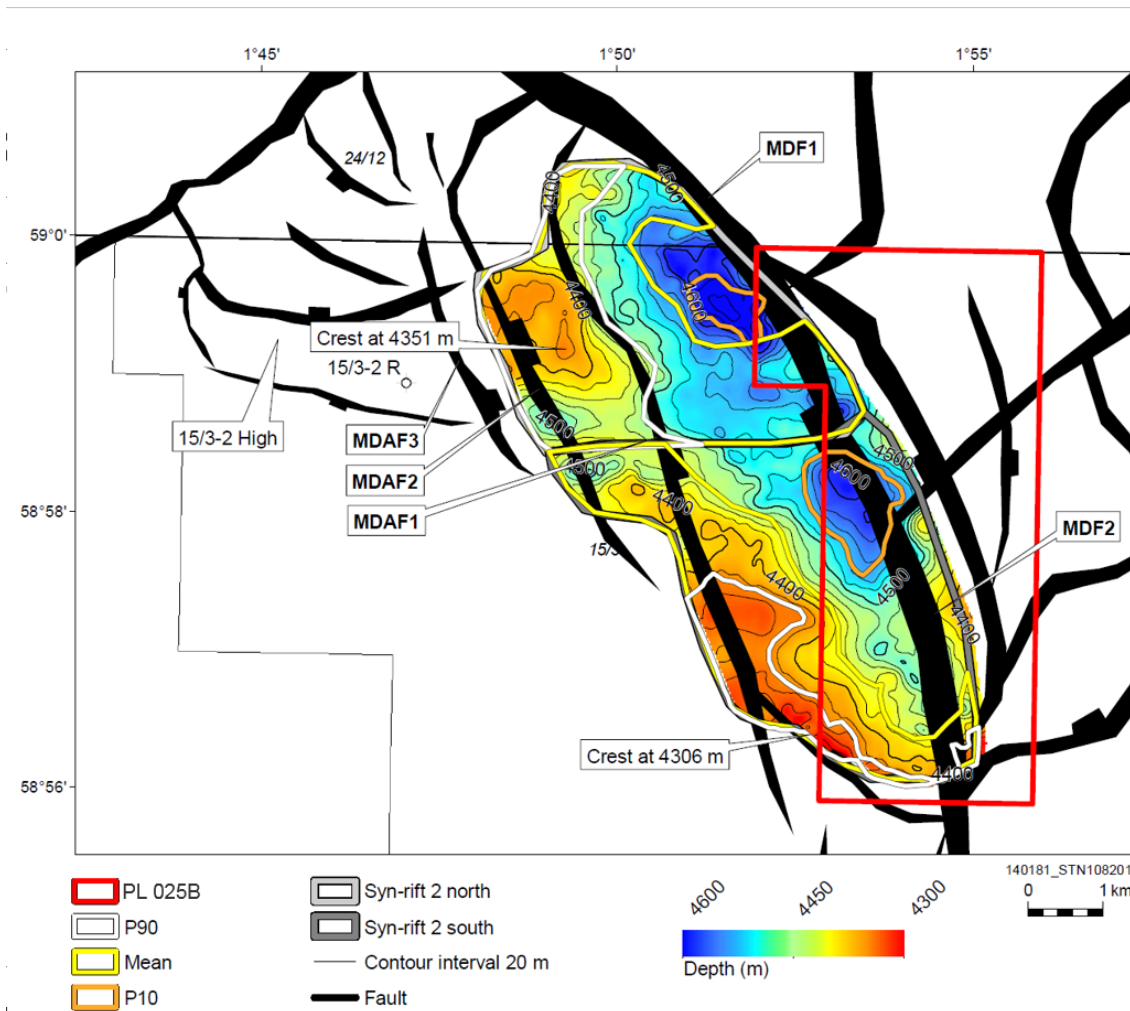 1°45'
1°50'
1°55'
MDF1
24/12
4400
4500
59°0'
4600
4400
Crest at 4351 m
15/3-2 R
15/3-2 High
MDAF3
MDAF2
MDAF1
4500
4500
4500
4600
4400
58°58'
MDF2
15/3
4400
4500
4400
Crest at 4306 m
4400
58°56'
PL 025B
P90
Mean
P10
Syn-rift 2 north
Syn-rift 2 south
Contour interval 20 m
Fault
4600
4450
4300
Depth (m)
140181_STN108201
0
1 km